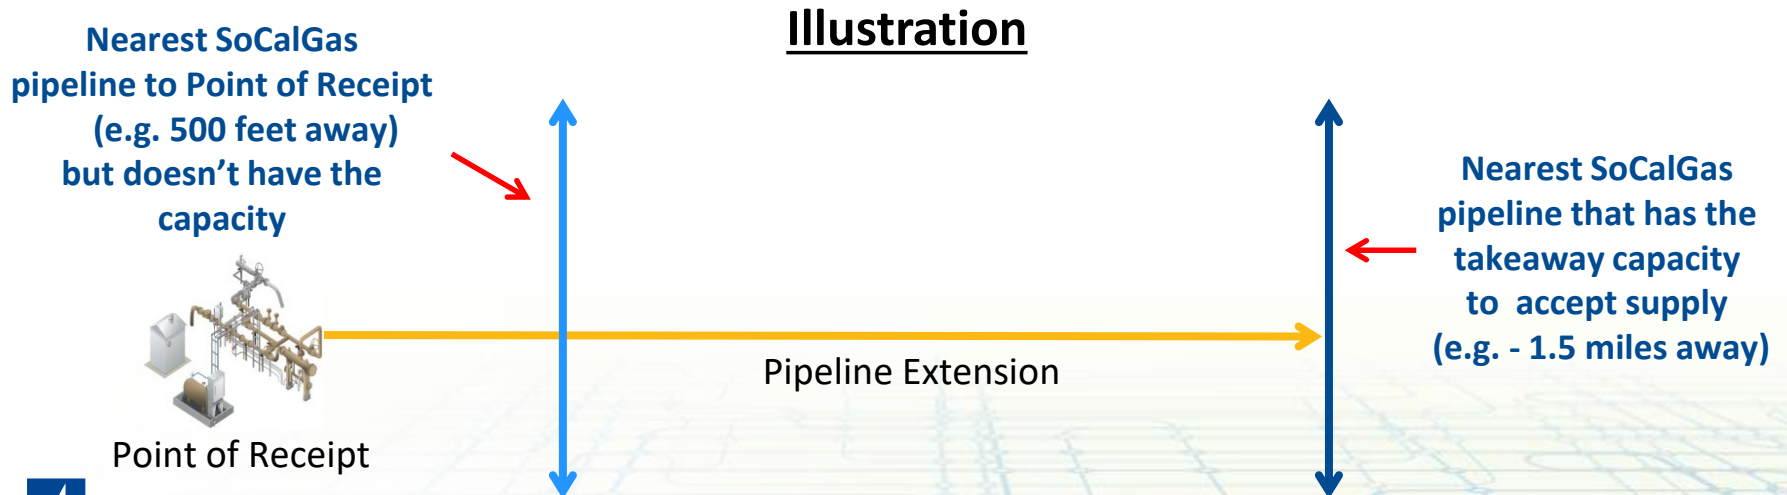 Illustration
Nearest SoCalGas
pipeline to Point of Receipt
(e.g. 500 feet away)
but doesn't have the
capacity
Nearest SoCalGas
pipeline that has the
takeaway capacity
to accept supply
(e.g. - 1.5 miles away)
Pipeline Extension
Point of Receipt